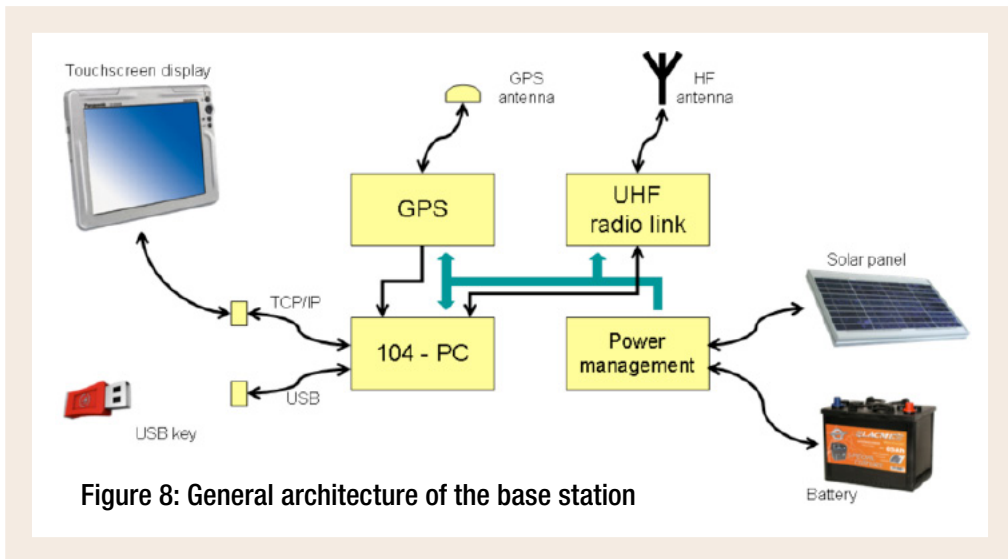 Touchscreen display
Panasonic
GPS
antenna
HF
antenna
GPS
UHF
radio link
Solar panel
TCP/IP
104 - PC
Power
management
USB
USB key
Battery
Figure 8: General architecture of the base station